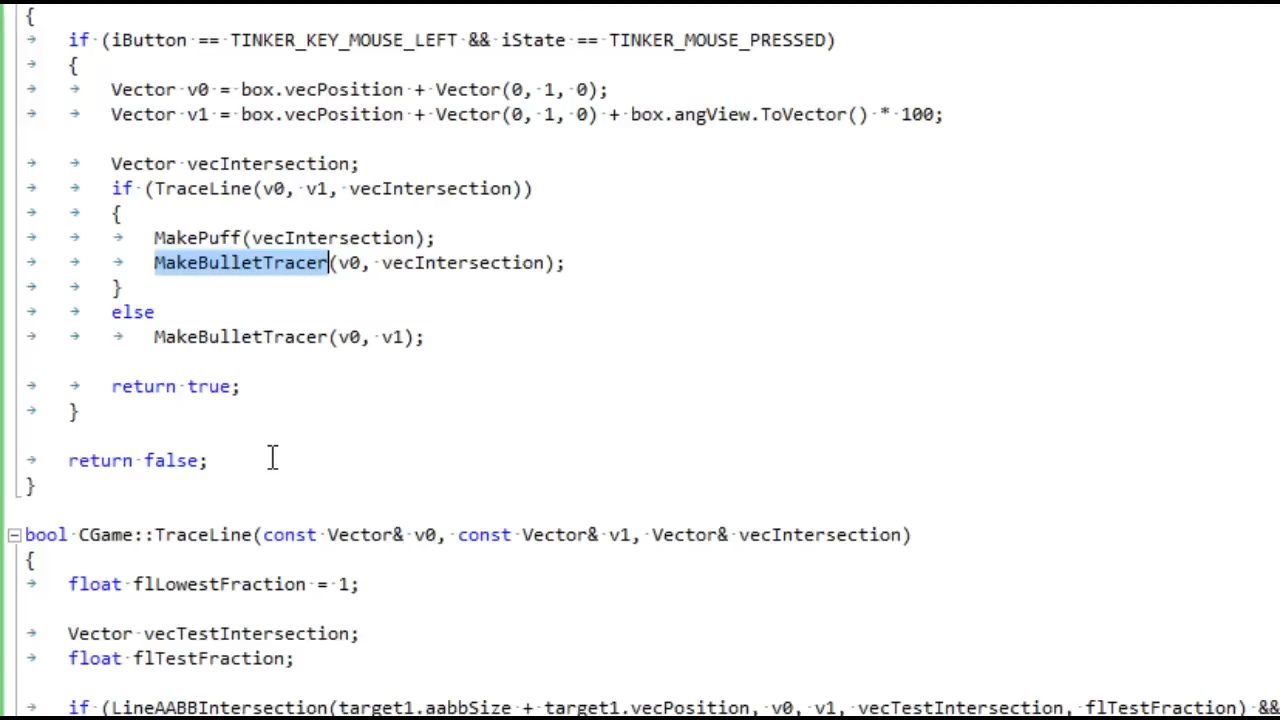 {
if (iButton == TINKER_KEY_MOUSE_LEFT && iState == TINKER_MOUSE_PRESSED)
{
Vector v0 = box.vecPosition + Vector(0, 1, 0);
Vector v1 = box.vecPosition + Vector(0, 1, 0) + box.angView.ToVector() * 100;
Vector vecIntersection;
if (TraceLine(v0, v1, vecIntersection))
{
MakePuff(vecIntersection);
MakeBulletTracer(v0, vecIntersection);
}
else
MakeBulletTracer(v0, v1);
return true;
}
return false;
}
bool CGame::TraceLine(const Vector& v0, const Vector& v1, Vector& vecIntersection)
{
float flLowestFraction = 1;
Vector vecTestIntersection;
float flTestFraction;
if (LineAABBIntersection(target1.aabbSize + target1.vecPosition, v0, v1, vecTestIntersection, flTestFraction) &&